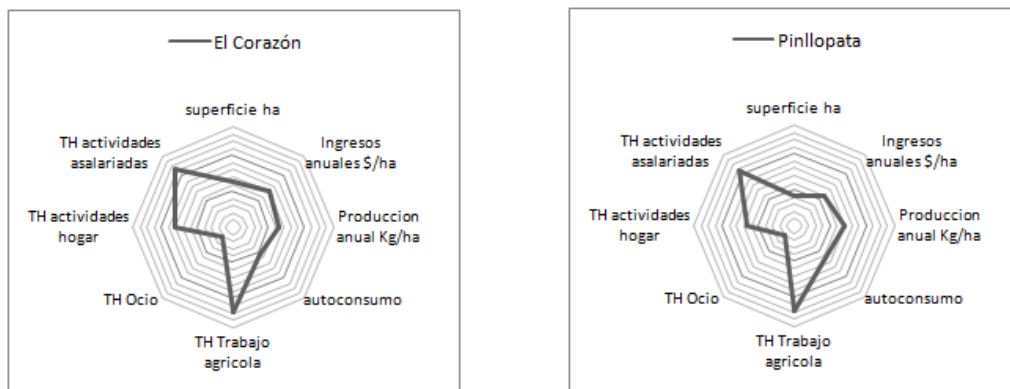 El Corazón
superficie ha
Ingresos
anuales $/ha
Produccion
anual Kg/ha
autoconsumo
TH Trabajo
agricola
TH Ocio
TH actividades
hogar
TH actividades
asalariadas
Pinllopata
superficie ha
Ingresos
anuales $/ha
Produccion
anual Kg/ha
autoconsumo
TH Trabajo
agricola
TH Ocio
TH actividades
hogar
TH actividades
asalariadas